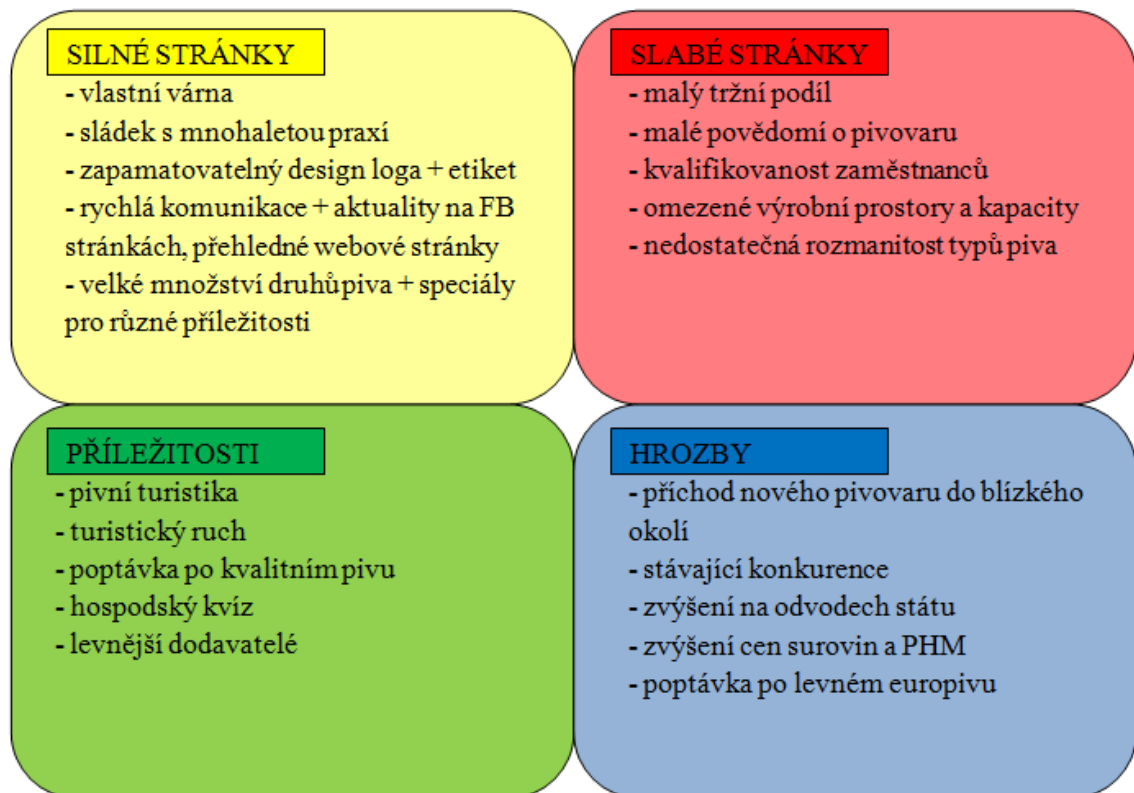 SILNÉ STRÁNKY
- vlastní várna
- sládek s mnohaletou praxí
- zapamatovatelný design loga + etiket
- rychlá komunikace + aktuality na FB
stránkách, přehledné webové stránky
- velké množství druhůpiva + speciály
pro různé příležitosti
SLABÉ STRÁNKY
- malý tržní podíl
- malé povědomí o pivovaru
- kvalifikovanost zaměstnanců
- omezené výrobní prostory a kapacity
- nedostatečná rozmanitost typů piva
PŘÍLEŽITOSTI
- pivní turistika
- turistický ruch
- poptávka po kvalitním pivu
- hospodský kvíz
- levnější dodavatelé
HROZBY
- příchod nového pivovaru do blízkého
okolí
- stávající konkurence
- zvýšení na odvodech státu
- zvýšení cen surovin a PHM
- poptávka po levném europivu